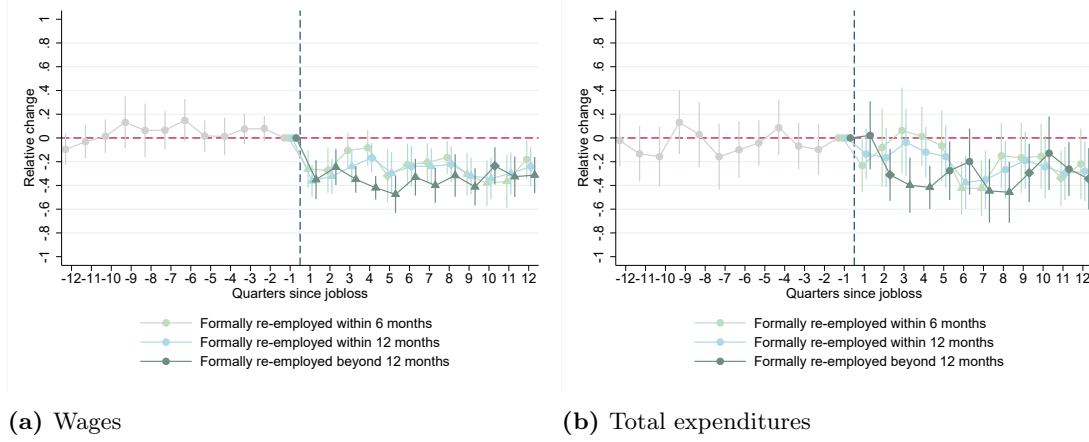 Relative change
1
.8
.6
.4
.2
0
-.2
-.4
-.6
-.8
-1
-12 -11 -10 -9 -8 -7 -6 -5 -4 -3 -2 -1 1 2 3 4 5 6 7 8 9 10 11 12
Quarters since jobloss
Formally re-employed within 6 months
Formally re-employed within 12 months
Formally re-employed beyond 12 months
(a) Wages
Relative change
1
.8
.6
.4
.2
0
-.2
-.4
-.6
-.8
-1
-12 -11 -10 -9 -8 -7 -6 -5 -4 -3 -2 -1 1 2 3 4 5 6 7 8 9 10 11 12
Quarters since jobloss
Formally re-employed within 6 months
Formally re-employed within 12 months
Formally re-employed beyond 12 months
(b) Total expenditures